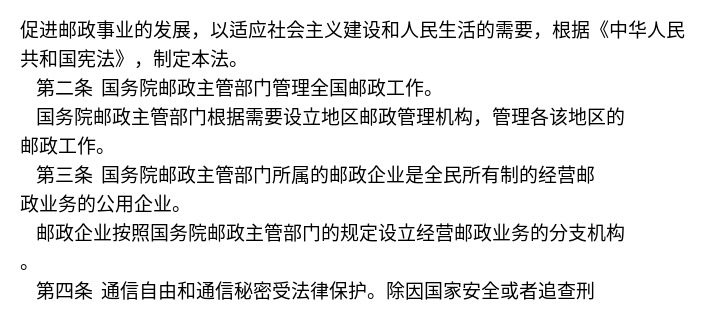 促进邮政事业的发展，以适应社会主义建设和人民生活的需要，根据《中华人民
共和国宪法》，制定本法。
第二条 国务院邮政主管部门管理全国邮政工作。
国务院邮政主管部门根据需要设立地区邮政管理机构，管理各该地区的
邮政工作。
第三条 国务院邮政主管部门所属的邮政企业是全民所有制的经营邮
政业务的公用企业。
邮政企业按照国务院邮政主管部门的规定设立经营邮政业务的分支机构
。
第四条 通信自由和通信秘密受法律保护。除因国家安全或者追查刑